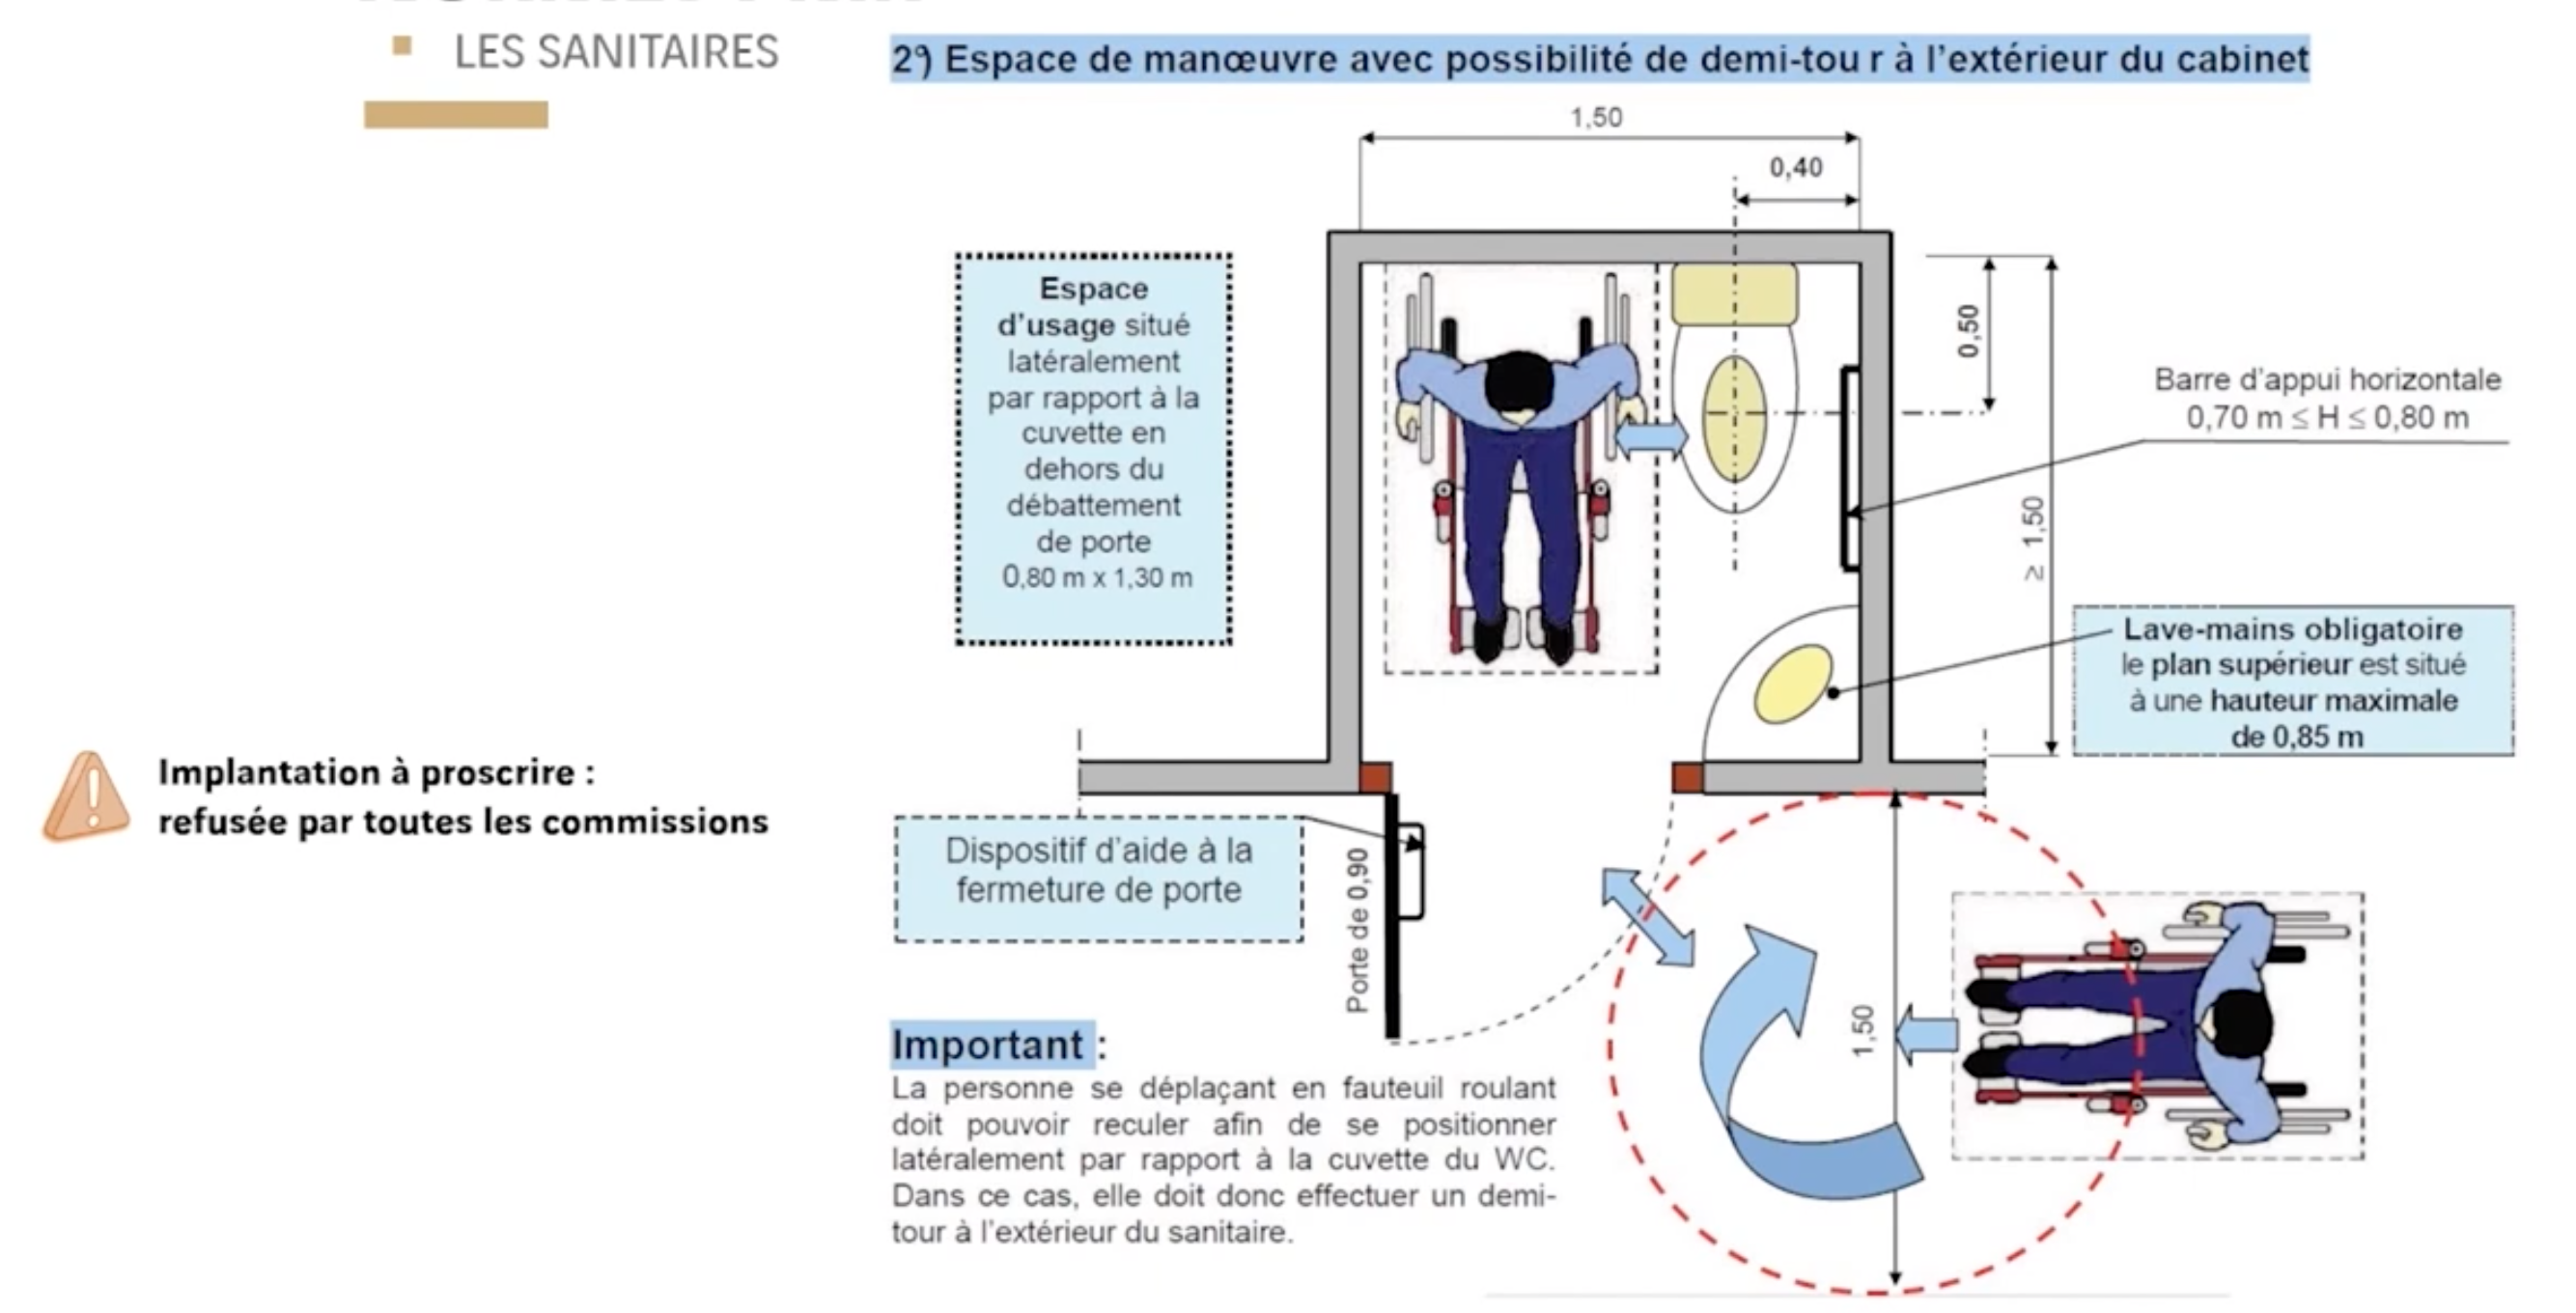 LES SANITAIRES
2°) Espace de manœuvre avec possibilité de demi-tou r à l'extérieur du cabinet
1,50
0,40
Espace
d'usage situé
latéralement
par rapport à la
cuvette en
dehors du
débattement
de porte
0,80 m x 1,30 m
0,50
≥ 1,50
Barre d'appui horizontale
0,70 m ≤ H ≤ 0,80 m
Lave-mains obligatoire
le plan supérieur est situé
à une hauteur maximale
de 0,85 m
Implantation à proscrire :
refusée par toutes les commissions
Dispositif d'aide à la
fermeture de porte
Porte de 0,90
1,50
Important :
La personne se déplaçant en fauteuil roulant
doit pouvoir reculer afin de se positionner
latéralement par rapport à la cuvette du WC.
Dans ce cas, elle doit donc effectuer un demi-
tour à l'extérieur du sanitaire.